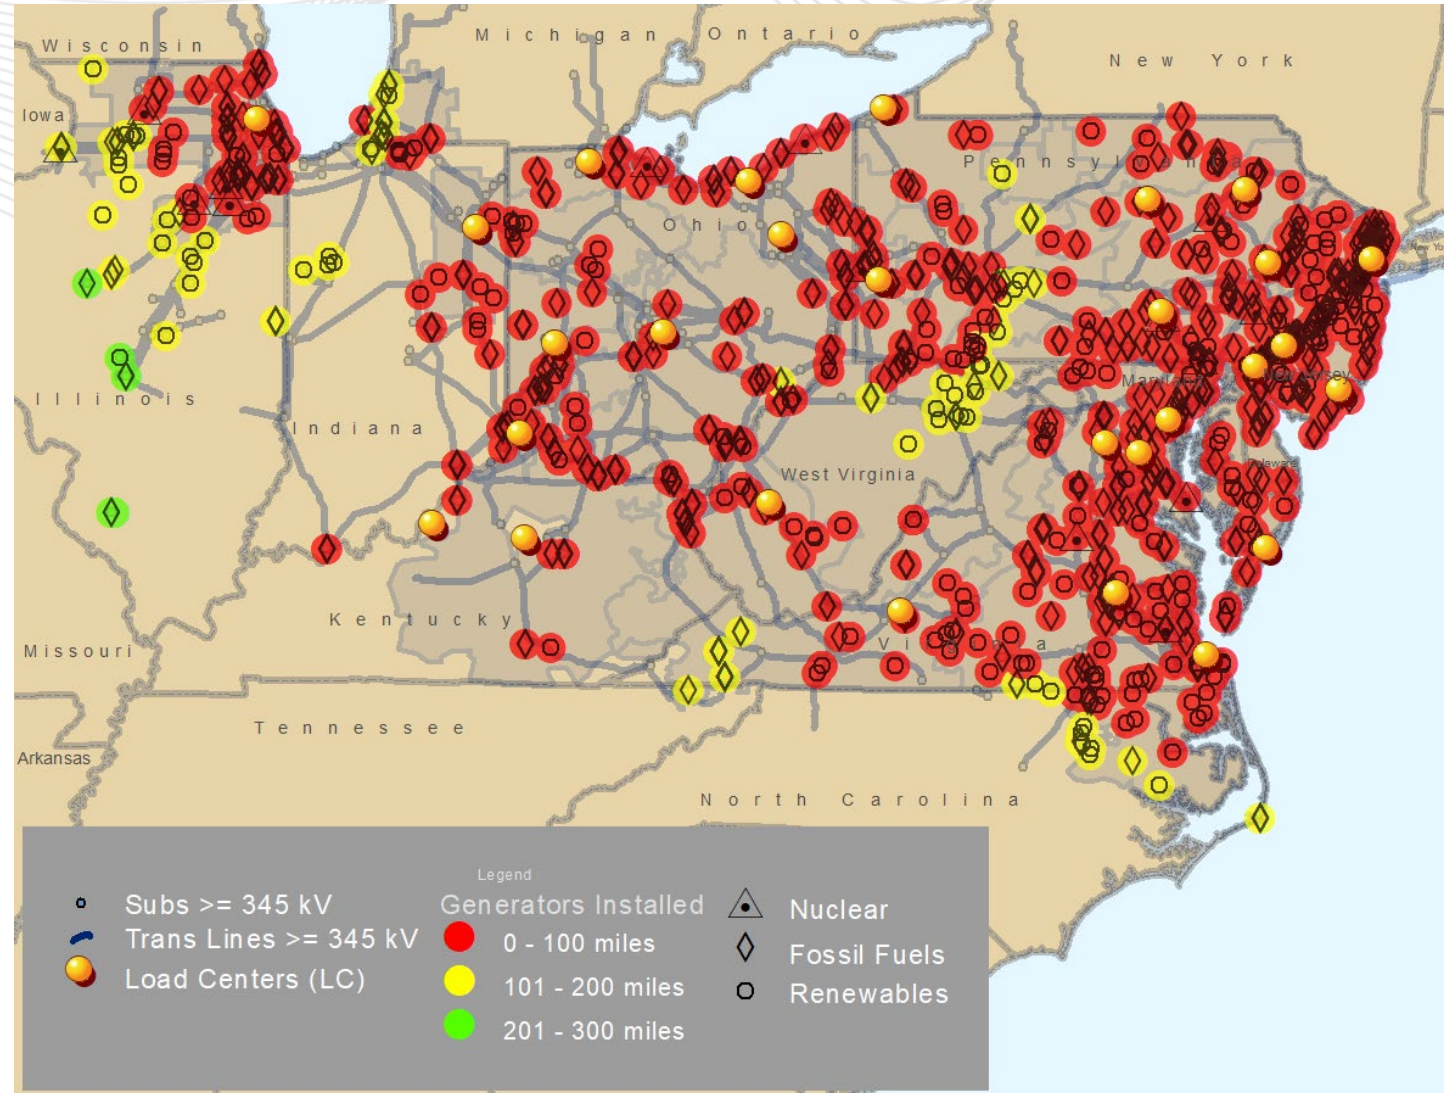 Wisconsin
Michigan
Ontario
New York
Iowa
Pennsylvania
Ohio
Illinois
Indiana
Maryland
New Jersey
West Virginia
Delaware
Kentucky
Virginia
Missouri
Tennessee
Arkansas
North Carolina
Legend
Subs >= 345 kV
Trans Lines >= 345 kV
Load Centers (LC)
Generators Installed
0 - 100 miles
101 - 200 miles
201 - 300 miles
Nuclear
Fossil Fuels
Renewables